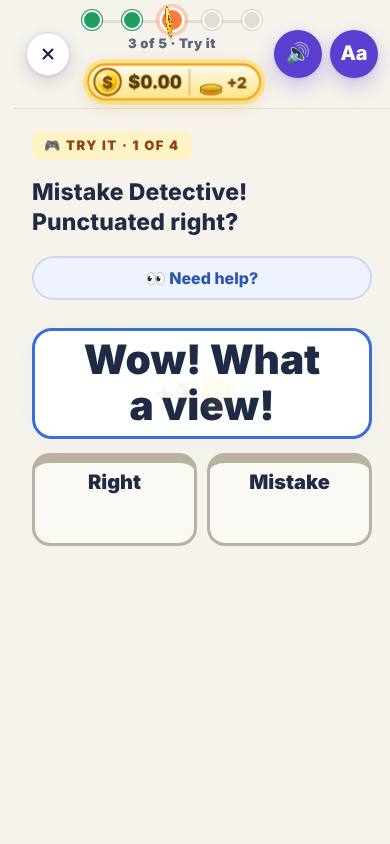 3 of 5 · Try it
Aa
$ $0.00 +2
🎮 TRY IT · 1 OF 4
Mistake Detective!
Punctuated right?
👀 Need help?
Wow! What
a view!
Right Mistake